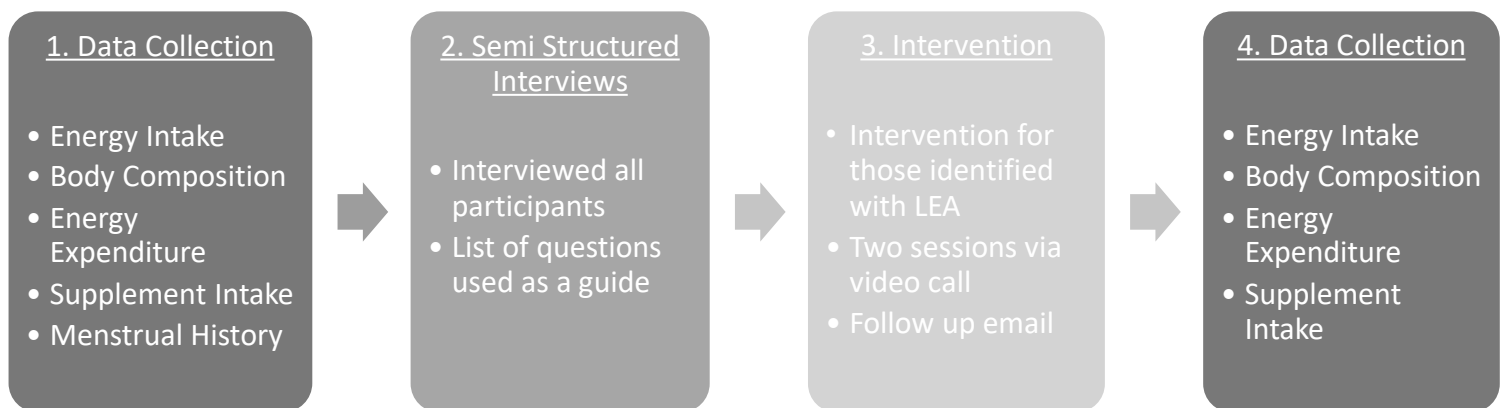 1. Data Collection
• Energy Intake
• Body Composition
• Energy
Expenditure
• Supplement Intake
• Menstrual History
2. Semi Structured
Interviews
• Interviewed all
participants
• List of questions
used as a guide
3. Intervention
• Intervention for
those identified
with LEA
• Two sessions via
video call
• Follow up email
4. Data Collection
• Energy Intake
• Body Composition
• Energy
Expenditure
• Supplement
Intake